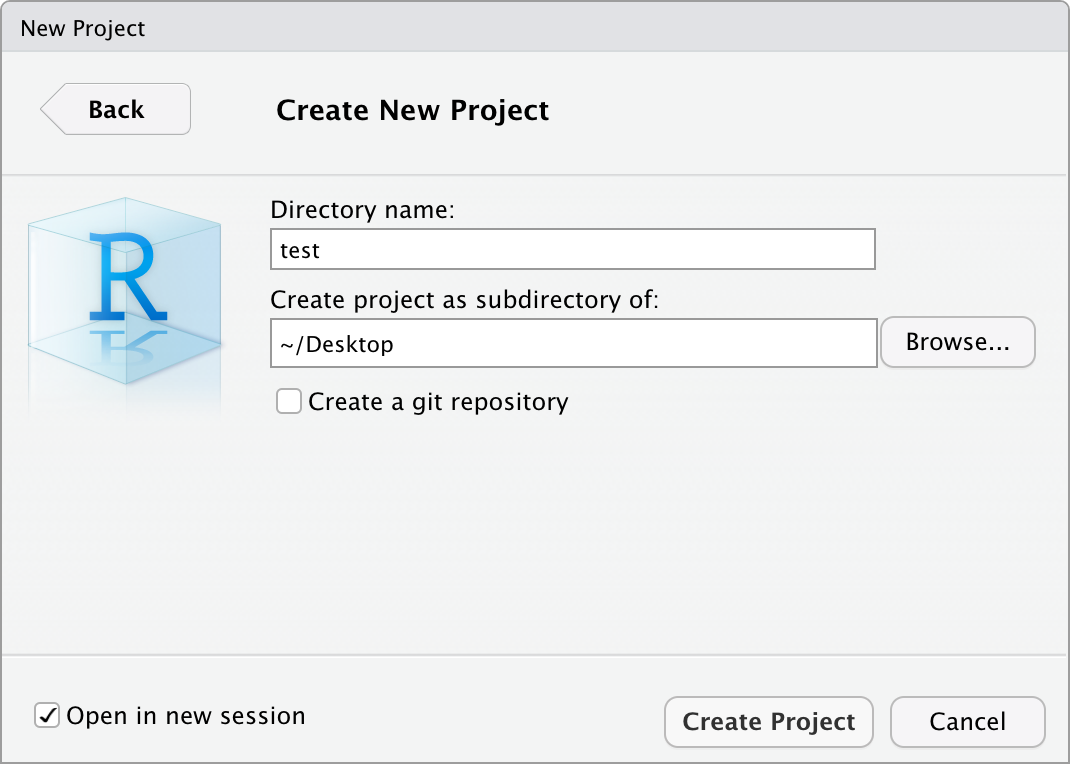 New Project
Back
Create New Project
R
Directory name:
test
Create project as subdirectory of:
~/Desktop
Browse...
Create a git repository
Open in new session
Create Project
Cancel